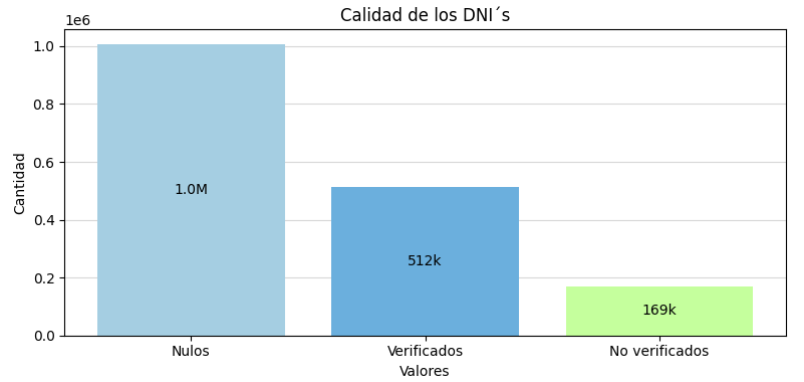 Calidad de los DNI´s
1e6
1.0
0.8
0.6
0.4
0.2
0.0
Cantidad
1.0M
512k
169k
Nulos
Verificados
No verificados
Valores